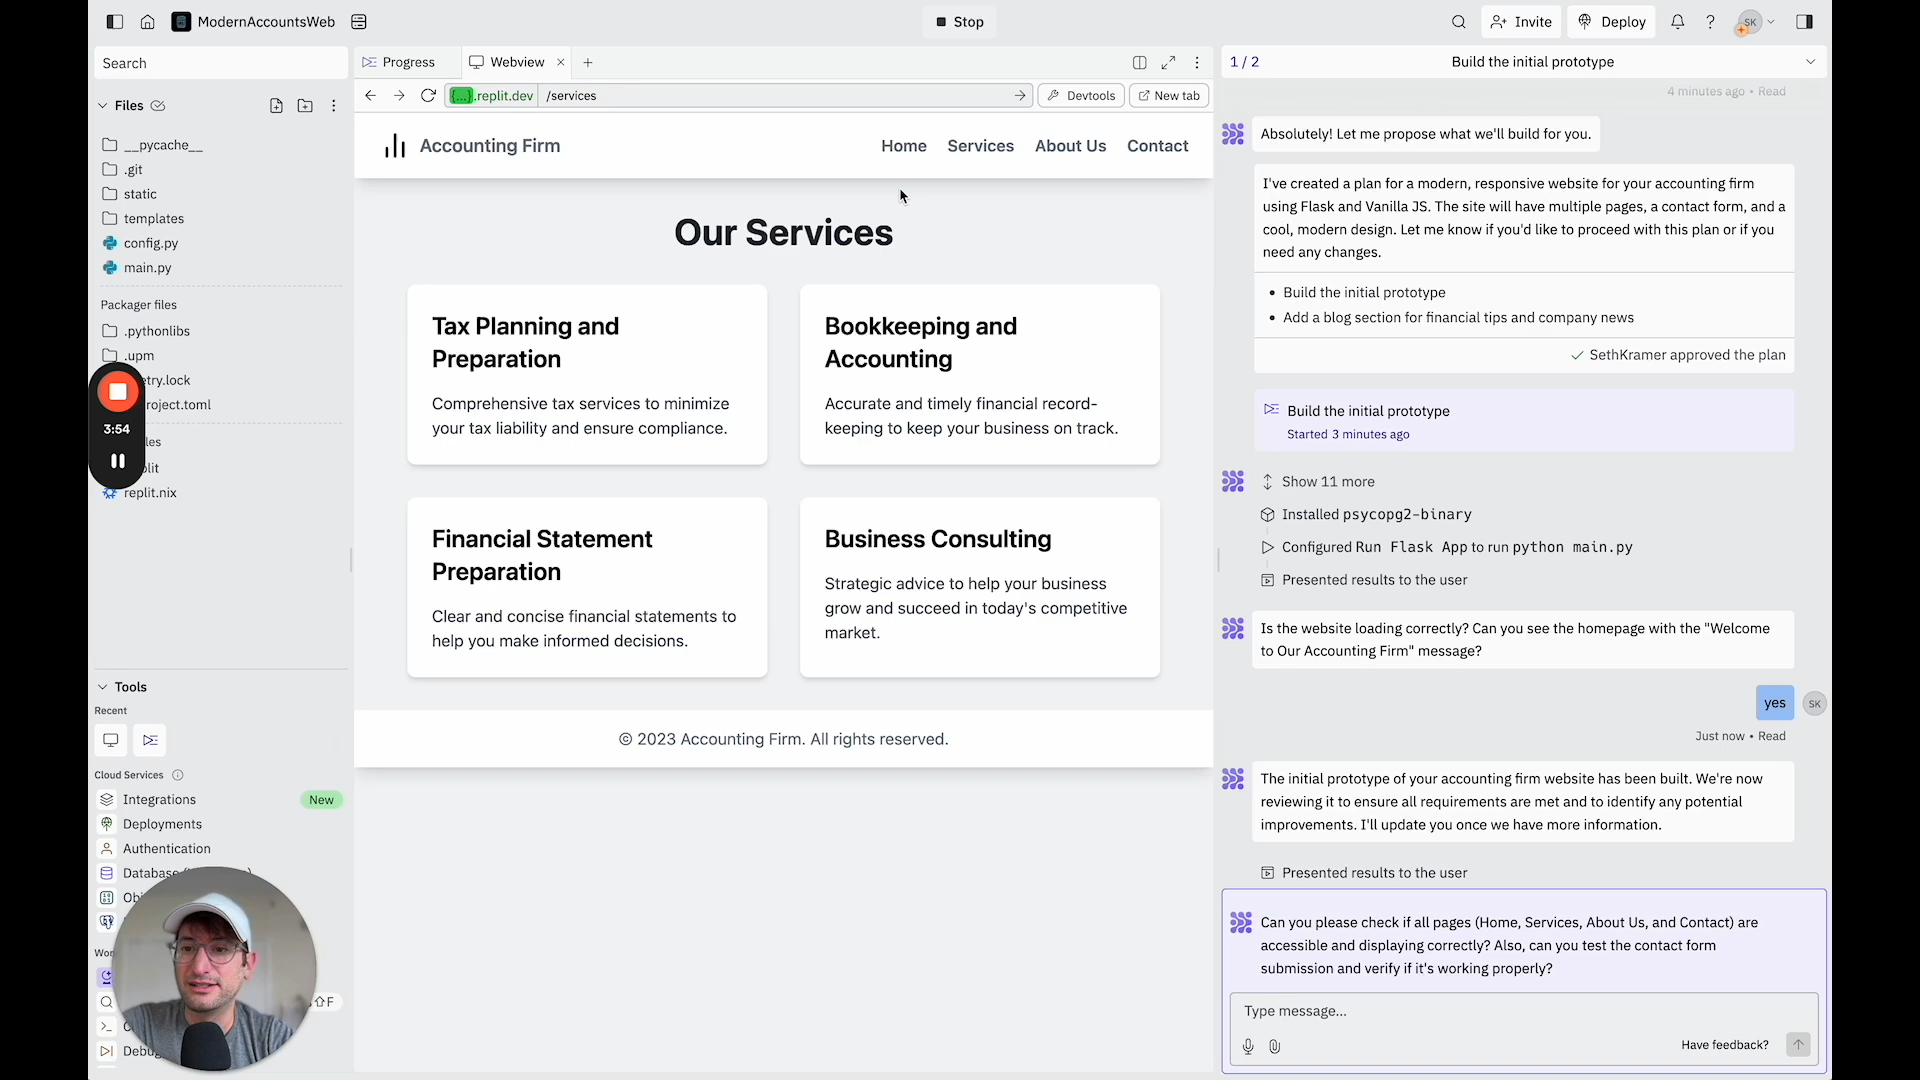 ModernAccountsWeb
Stop
Invite
Deploy
SK
Search
Files
__pycache__
.git
static
templates
config.py
main.py
Packager files
.pythonlibs
.upm
etry.lock
roject.toml
les
lit
replit.nix
3:54
Tools
Recent
Cloud Services
Integrations
New
Deployments
Authentication
Database
F
Progress
Webview
{...}.replit.dev
/services
Devtools
New tab
Accounting Firm
Home
Services
About Us
Contact
Our Services
Tax Planning and
Preparation
Comprehensive tax services to minimize
your tax liability and ensure compliance.
Bookkeeping and
Accounting
Accurate and timely financial record-
keeping to keep your business on track.
Financial Statement
Preparation
Clear and concise financial statements to
help you make informed decisions.
Business Consulting
Strategic advice to help your business
grow and succeed in today's competitive
market.
© 2023 Accounting Firm. All rights reserved.
1 / 2
Build the initial prototype
4 minutes ago • Read
Absolutely! Let me propose what we'll build for you.
I've created a plan for a modern, responsive website for your accounting firm
using Flask and Vanilla JS. The site will have multiple pages, a contact form, and a
cool, modern design. Let me know if you'd like to proceed with this plan or if you
need any changes.
• Build the initial prototype
• Add a blog section for financial tips and company news
SethKramer approved the plan
Build the initial prototype
Started 3 minutes ago
Show 11 more
Installed psycopg2-binary
Configured Run Flask App to run python main.py
Presented results to the user
Is the website loading correctly? Can you see the homepage with the "Welcome
to Our Accounting Firm" message?
yes
SK
Just now • Read
The initial prototype of your accounting firm website has been built. We're now
reviewing it to ensure all requirements are met and to identify any potential
improvements. I'll update you once we have more information.
Presented results to the user
Can you please check if all pages (Home, Services, About Us, and Contact) are
accessible and displaying correctly? Also, can you test the contact form
submission and verify if it's working properly?
Type message...
Have feedback?